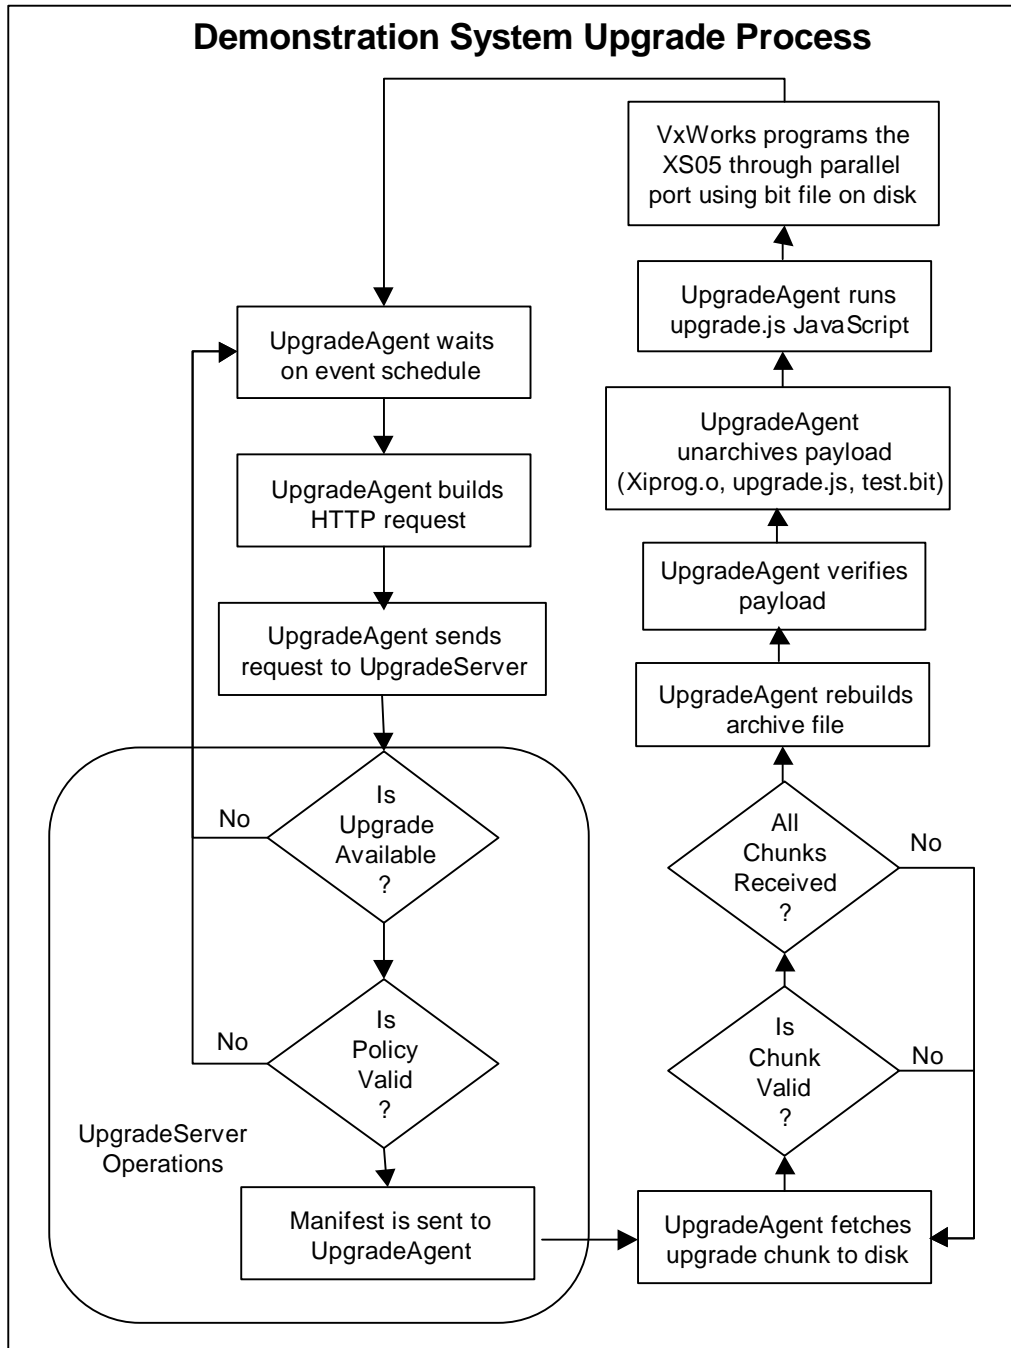 Demonstration System Upgrade Process
VxWorks programs the
XS05 through parallel
port using bit file on disk
UpgradeAgent runs
upgrade.js JavaScript
UpgradeAgent waits
on event schedule
UpgradeAgent
unarchives payload
(Xiprog.o, upgrade.js, test.bit)
UpgradeAgent builds
HTTP request
UpgradeAgent verifies
payload
UpgradeAgent sends
request to UpgradeServer
UpgradeAgent rebuilds
archive file
No
Is
Upgrade
Available
?
All
Chunks
Received
?
No
No
Is
Policy
Valid
?
Is
Chunk
Valid
?
No
UpgradeServer
Operations
Manifest is sent to
UpgradeAgent
UpgradeAgent fetches
upgrade chunk to disk